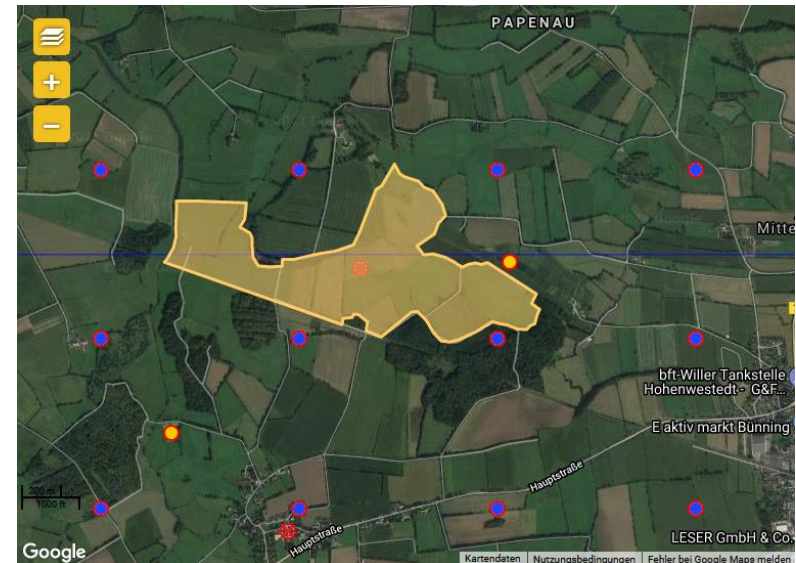 PAPENAU
+
Mitte
−
bft-Willer Tankstelle
Hohenwestedt - G&F...
E aktiv markt Bünning
200 m
1000 ft
Hauptstraße
Hauptstraße
LESER GmbH & Co.
Google
Kartendaten
Nutzungsbedingungen
Fehler bei Google Maps melden